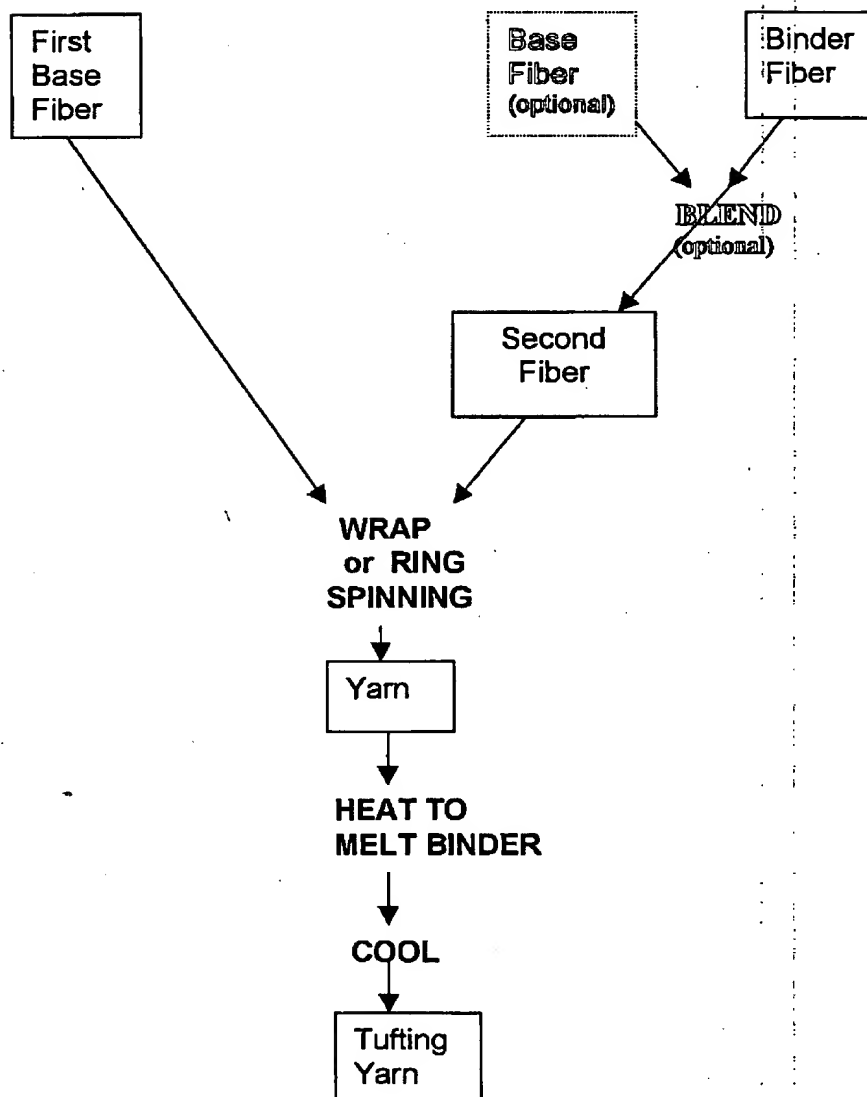 First
Base
Fiber
Base
Fiber
(optional)
Binder
Fiber
BLEND
(optional)
Second
Fiber
WRAP
or RING
SPINNING
Yarn
HEAT TO
MELT BINDER
COOL
Tufting
Yarn